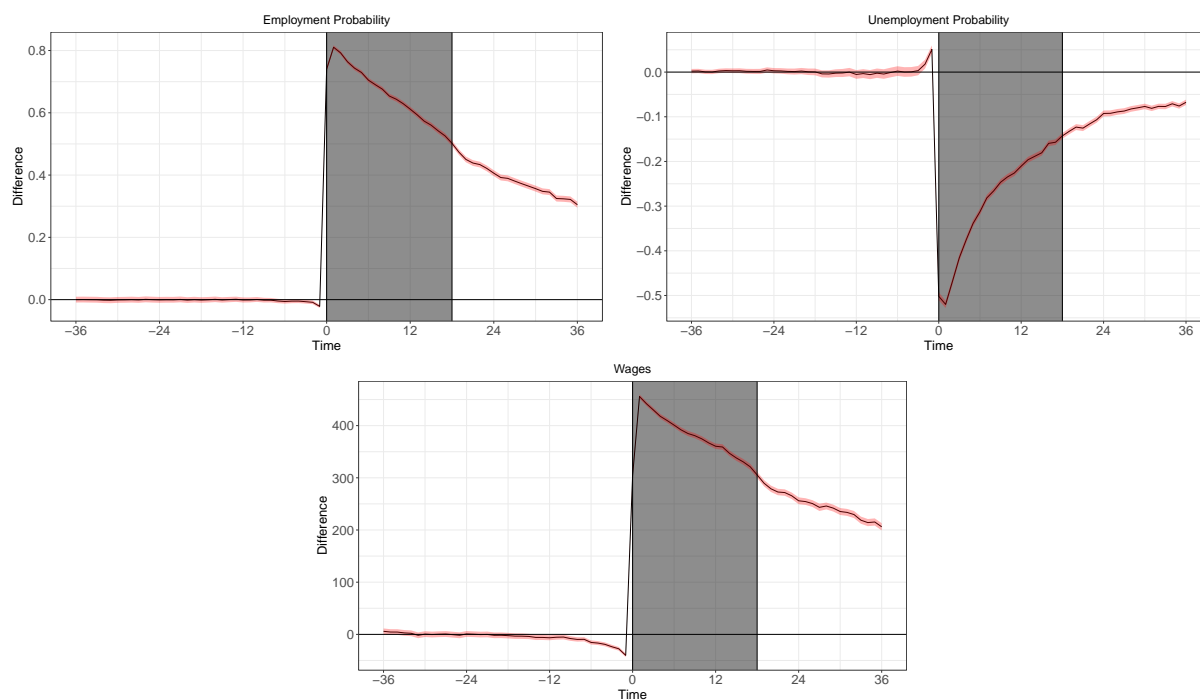 Employment Probability
Difference
0.8
0.6
0.4
0.2
0.0
−36 −24 −12 0 12 24 36
Time
Unemployment Probability
Difference
0.0
−0.1
−0.2
−0.3
−0.4
−0.5
−36 −24 −12 0 12 24 36
Time
Wages
Difference
400
300
200
100
0
−36 −24 −12 0 12 24 36
Time